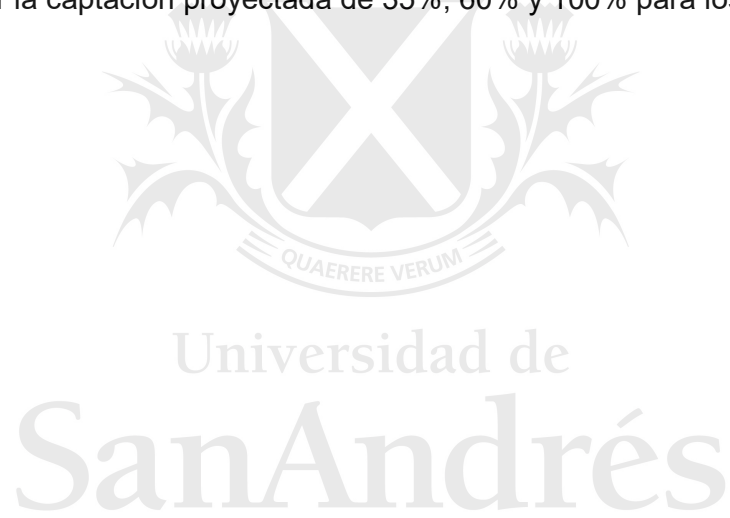 la captación proyectada de 35%, 60% y 100% para los
QUAERERE VERUM
Universidad de
SanAndrés